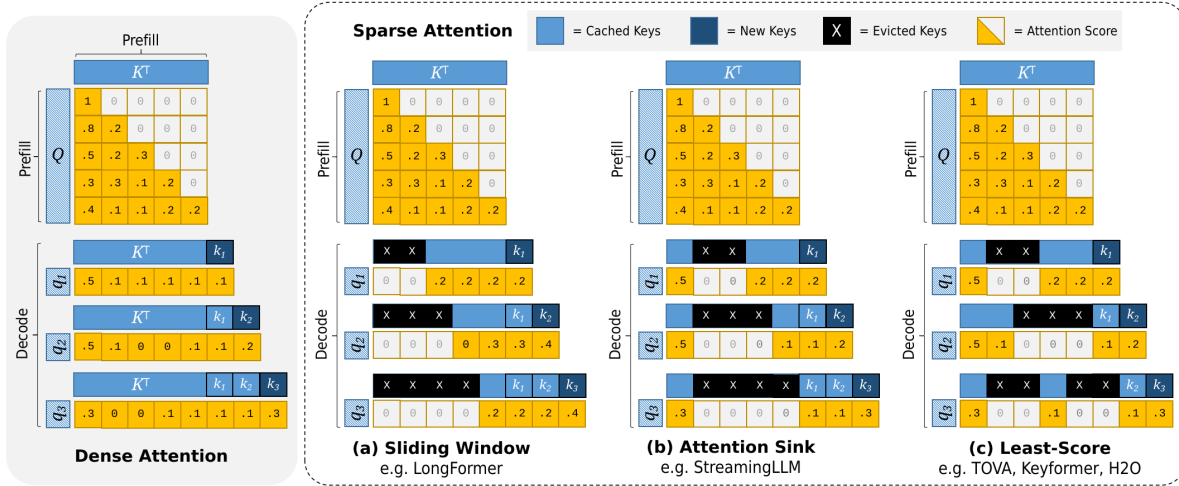 Sparse Attention
= Cached Keys
= New Keys
X = Evicted Keys
= Attention Score
Prefill
Kᵀ
Prefill
Q
1 0 0 0 0
.8 .2 0 0 0
.5 .2 .3 0 0
.3 .3 .1 .2 0
.4 .1 .1 .2 .2
Decode
Kᵀ k₁
q₁ .5 .1 .1 .1 .1 .1
Kᵀ k₁ k₂
q₂ .5 .1 0 0 .1 .1 .2
Kᵀ k₁ k₂ k₃
q₃ .3 0 0 .1 .1 .1 .1 .3
Dense Attention
Kᵀ
Prefill
Q
1 0 0 0 0
.8 .2 0 0 0
.5 .2 .3 0 0
.3 .3 .1 .2 0
.4 .1 .1 .2 .2
Decode
X X k₁
q₁ 0 0 .2 .2 .2 .2
X X X k₁ k₂
q₂ 0 0 0 0 .3 .3 .4
X X X X k₁ k₂ k₃
q₃ 0 0 0 0 .2 .2 .2 .4
(a) Sliding Window
e.g. LongFormer
Kᵀ
Prefill
Q
1 0 0 0 0
.8 .2 0 0 0
.5 .2 .3 0 0
.3 .3 .1 .2 0
.4 .1 .1 .2 .2
Decode
X X k₁
q₁ .5 0 0 .2 .2 .1
X X X k₁ k₂
q₂ .5 0 0 0 .1 .1 .2
X X X X k₁ k₂ k₃
q₃ .3 0 0 0 0 .1 .1 .3
(b) Attention Sink
e.g. StreamingLLM
Kᵀ
Prefill
Q
1 0 0 0 0
.8 .2 0 0 0
.5 .2 .3 0 0
.3 .3 .1 .2 0
.4 .1 .1 .2 .2
Decode
X X k₁
q₁ .5 0 0 .2 .2 .1
X X X k₁ k₂
q₂ .5 .1 0 0 0 .1 .2
X X X X k₂ k₃
q₃ .3 0 0 .1 0 0 .1 .3
(c) Least-Score
e.g. TOVA, Keyformer, H2O